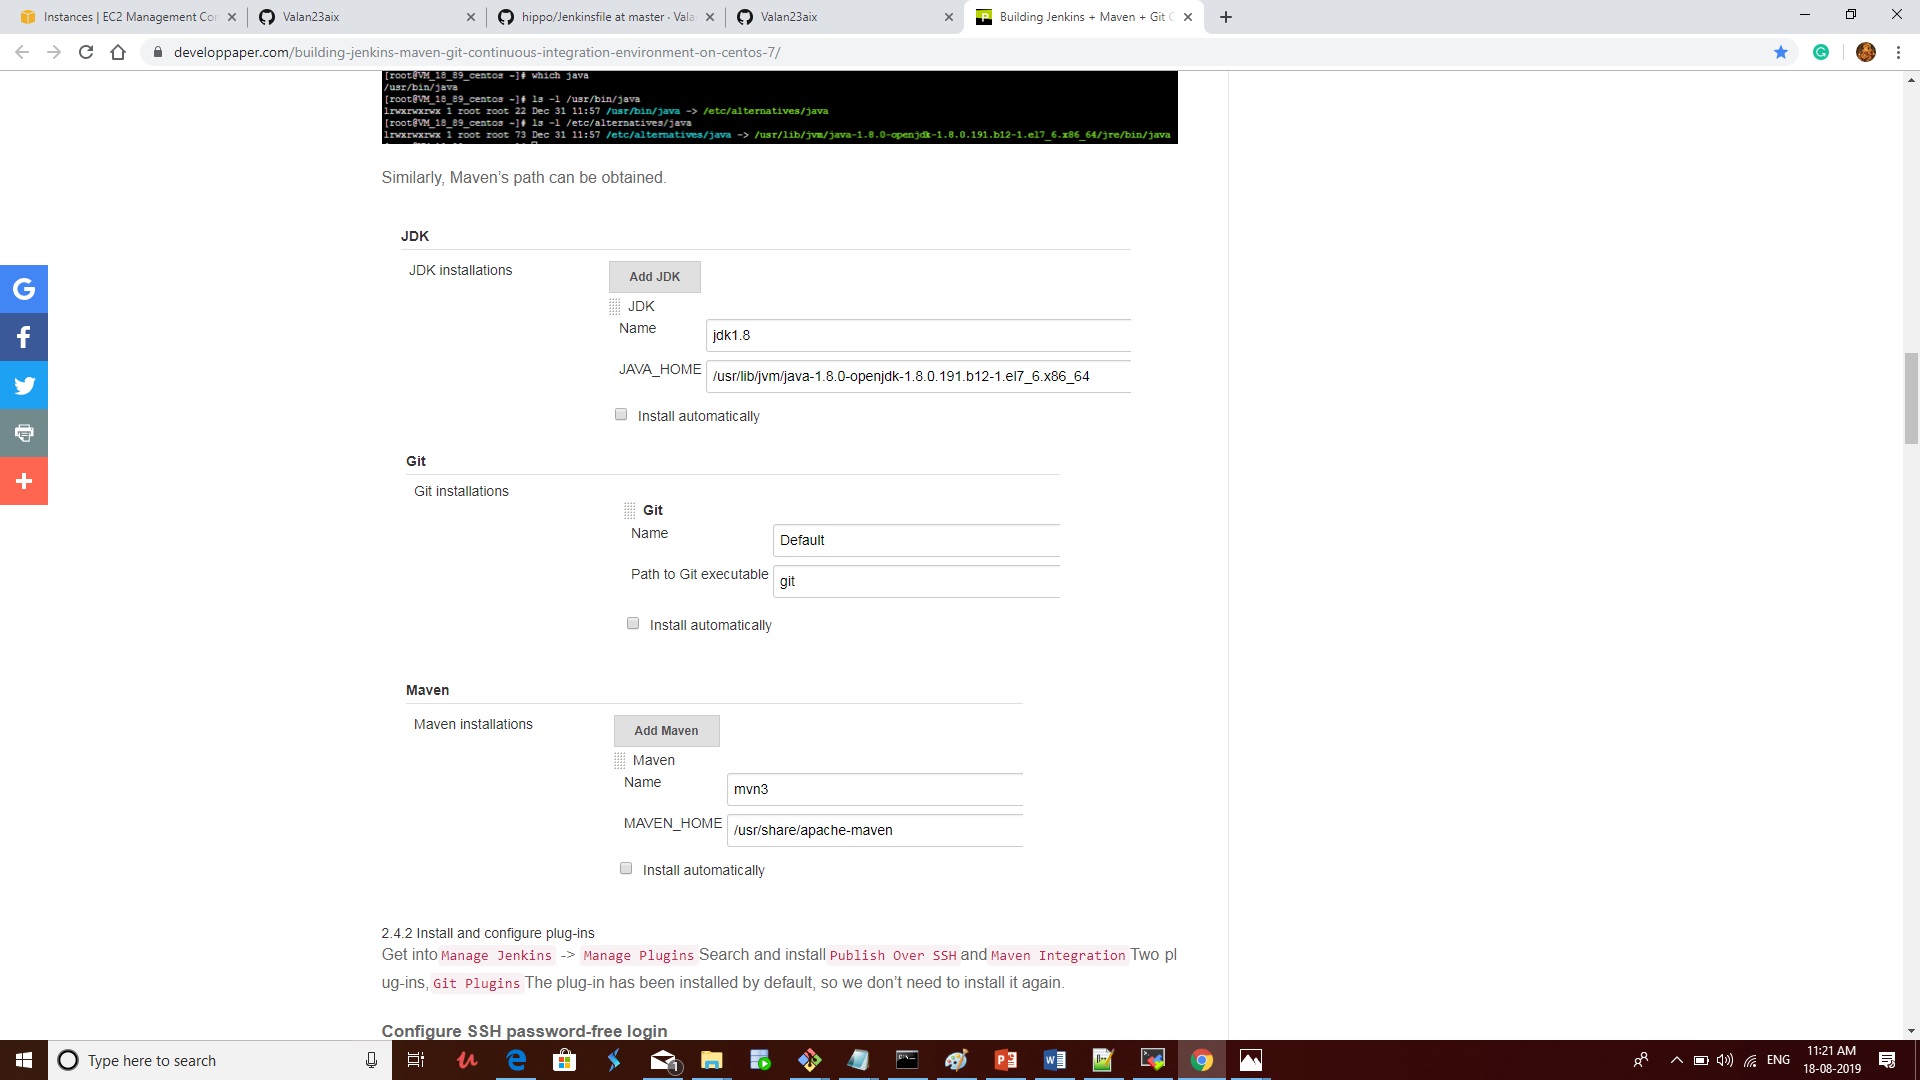 Instances | EC2 Management Con
Valan23aix
hippo/Jenkinsfile at master · Vala
Valan23aix
Building Jenkins + Maven + Git C
developpaper.com/building-jenkins-maven-git-continuous-integration-environment-on-centos-7/
[root@VM_18_89_centos ~]# which java
/usr/bin/java
[root@VM_18_89_centos ~]# ls -l /usr/bin/java
lrwxrwxrwx 1 root root 22 Dec 31 11:57 /usr/bin/java -> /etc/alternatives/java
[root@VM_18_89_centos ~]# ls -l /etc/alternatives/java
lrwxrwxrwx 1 root root 73 Dec 31 11:57 /etc/alternatives/java -> /usr/lib/jvm/java-1.8.0-openjdk-1.8.0.191.b12-1.el7_6.x86_64/jre/bin/java
Similarly, Maven’s path can be obtained.
JDK
JDK installations
Add JDK
JDK
Name
jdk1.8
JAVA_HOME
/usr/lib/jvm/java-1.8.0-openjdk-1.8.0.191.b12-1.el7_6.x86_64
Install automatically
Git
Git installations
Git
Name
Default
Path to Git executable
git
Install automatically
Maven
Maven installations
Add Maven
Maven
Name
mvn3
MAVEN_HOME
/usr/share/apache-maven
Install automatically
2.4.2 Install and configure plug-ins
Get into Manage Jenkins -> Manage Plugins Search and install Publish Over SSH and Maven Integration Two pl
ug-ins, Git Plugins The plug-in has been installed by default, so we don’t need to install it again.
Configure SSH password-free login
Type here to search
1
ENG
11:21 AM
18-08-2019